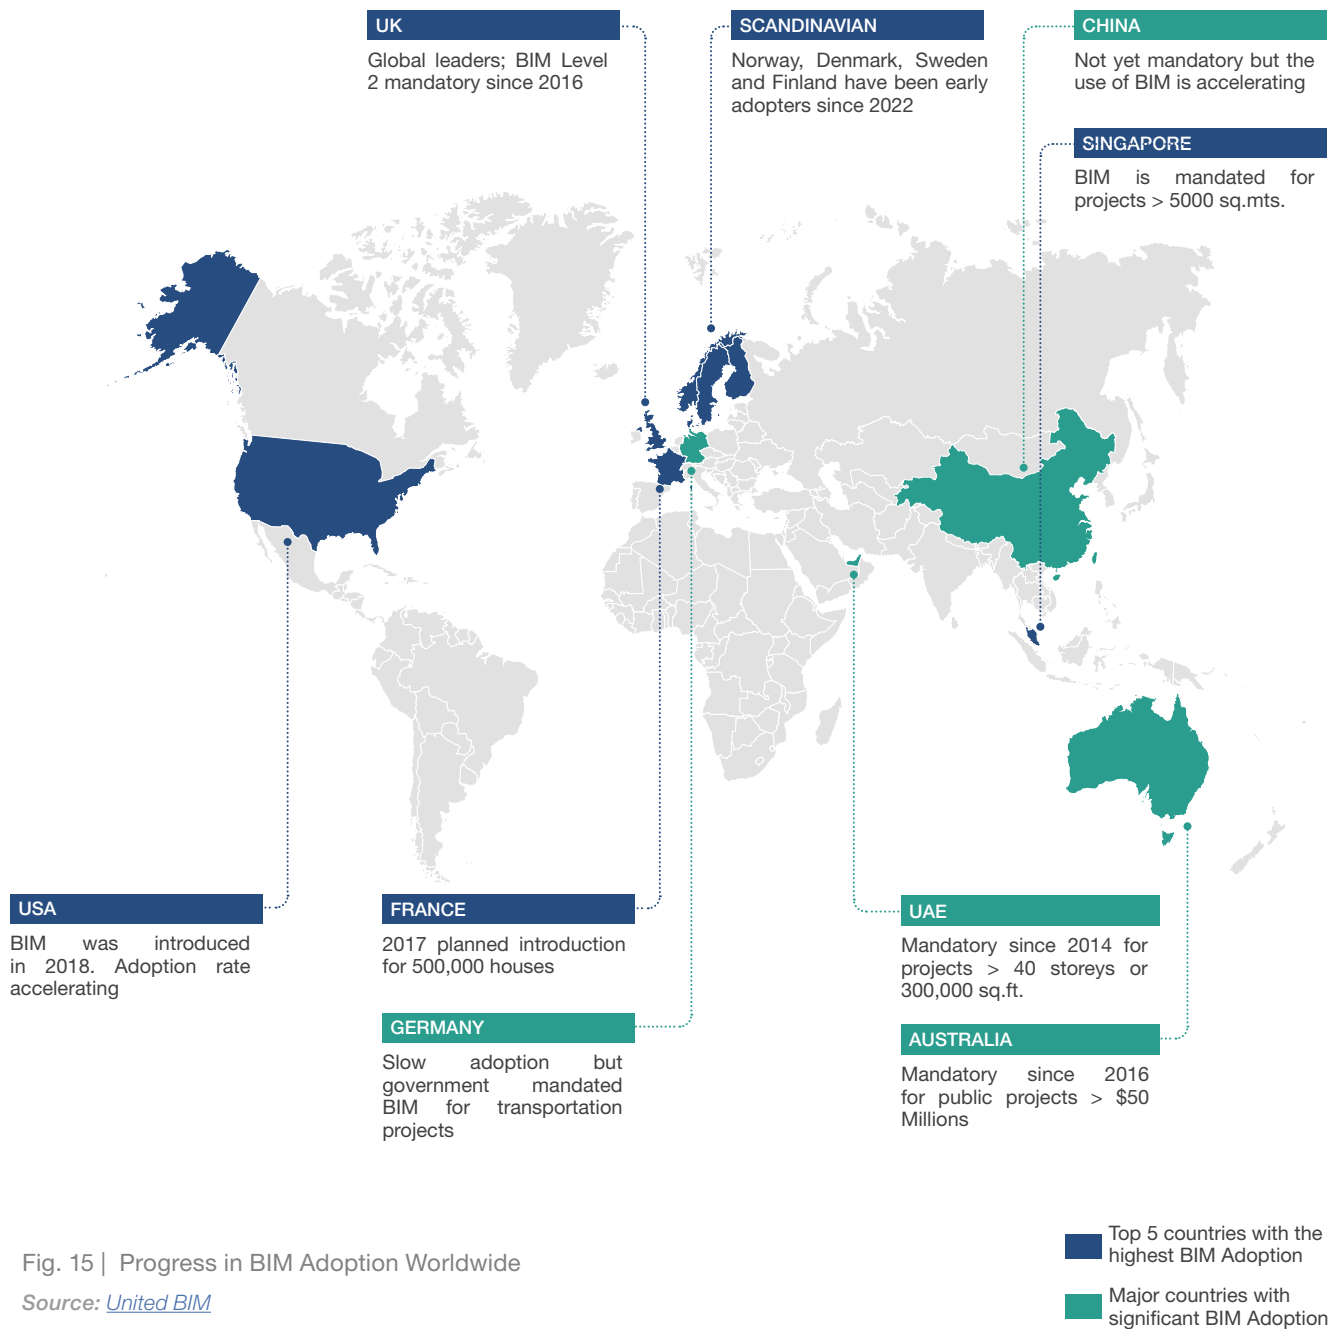 UK
Global leaders; BIM Level
2 mandatory since 2016
SCANDINAVIAN
Norway, Denmark, Sweden
and Finland have been early
adopters since 2022
CHINA
Not yet mandatory but the
use of BIM is accelerating
SINGAPORE
BIM is mandated for
projects > 5000 sq.mts.
USA
BIM was introduced
in 2018. Adoption rate
accelerating
FRANCE
2017 planned introduction
for 500,000 houses
GERMANY
Slow adoption but
government mandated
BIM for transportation
projects
UAE
Mandatory since 2014 for
projects > 40 storeys or
300,000 sq.ft.
AUSTRALIA
Mandatory since 2016
for public projects > $50
Millions
Fig. 15 | Progress in BIM Adoption Worldwide
Source: United BIM
Top 5 countries with the
highest BIM Adoption
Major countries with
significant BIM Adoption